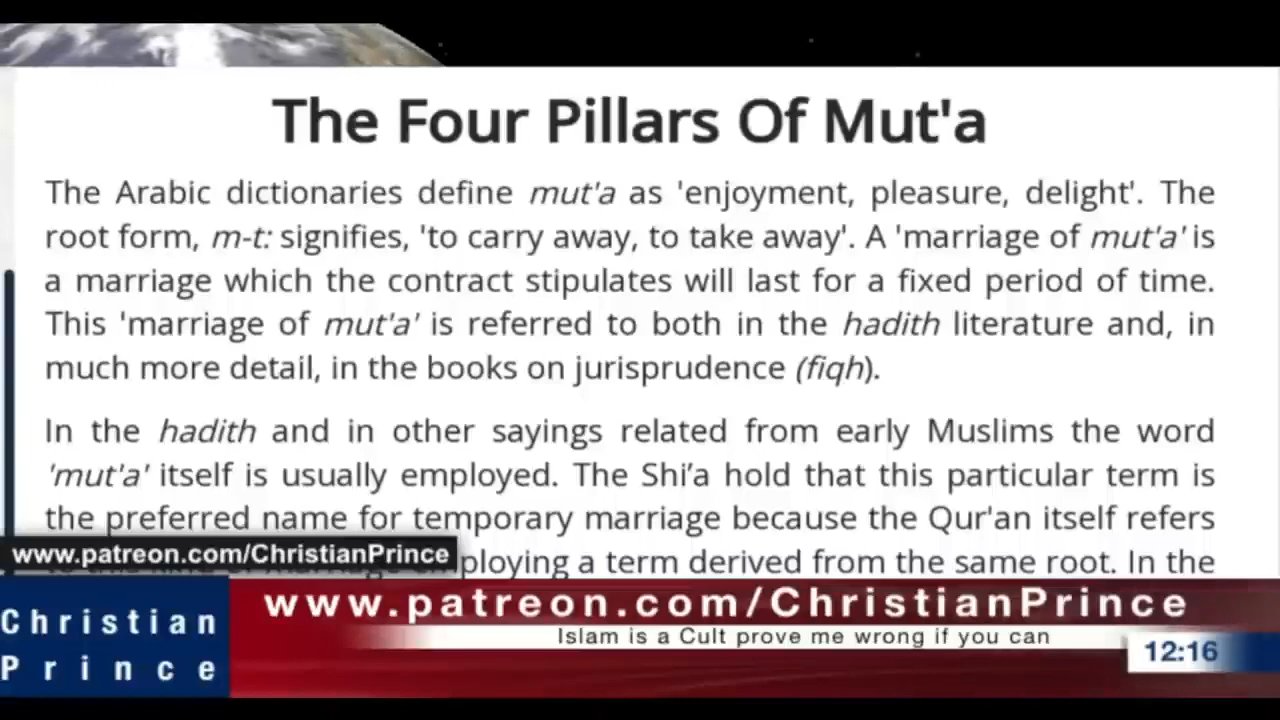 The Four Pillars Of Mut'a
The Arabic dictionaries define mut'a as 'enjoyment, pleasure, delight'. The
root form, m-t: signifies, 'to carry away, to take away'. A 'marriage of mut'a' is
a marriage which the contract stipulates will last for a fixed period of time.
This 'marriage of mut'a' is referred to both in the hadith literature and, in
much more detail, in the books on jurisprudence (fiqh).
In the hadith and in other sayings related from early Muslims the word
'mut'a' itself is usually employed. The Shi’a hold that this particular term is
the preferred name for temporary marriage because the Qur'an itself refers
ploying a term derived from the same root. In the
www.patreon.com/ChristianPrince
www.patreon.com/ChristianPrince
Islam is a Cult prove me wrong if you can
Christian
Prince
12:16